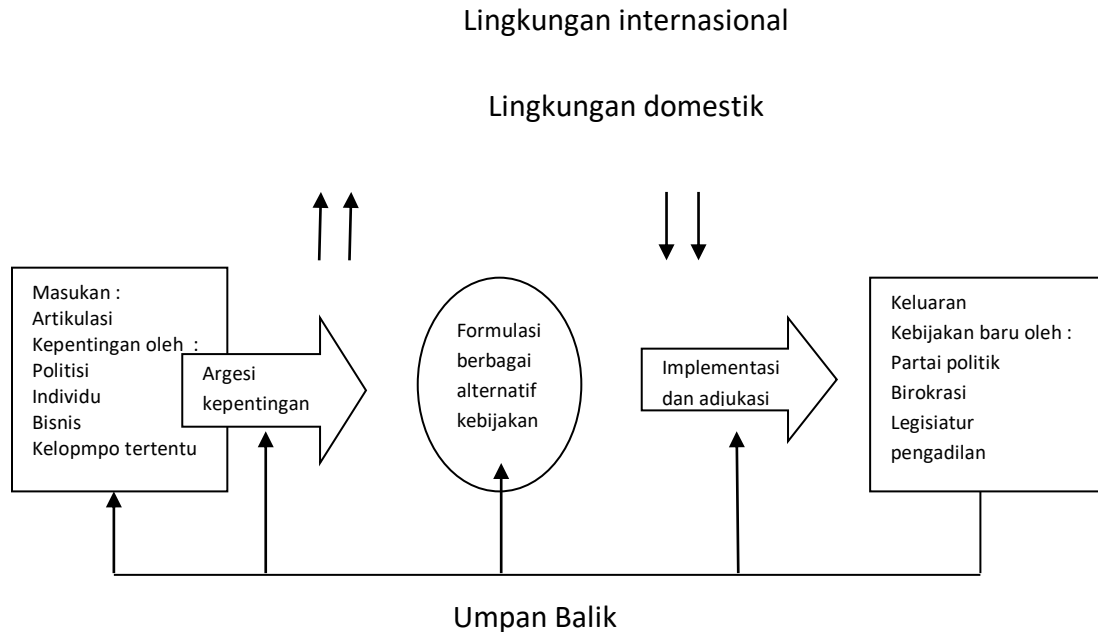 Lingkungan internasional
Lingkungan domestik
Masukan :
Artikulasi
Kepentingan oleh :
Politisi
Individu
Bisnis
Kelopmpo tertentu
Argesi
kepentingan
Formulasi
berbagai
alternatif
kebijakan
Implementasi
dan adjukasi
Keluaran
Kebijakan baru oleh :
Partai politik
Birokrasi
Legisiatur
pengadilan
Umpan Balik